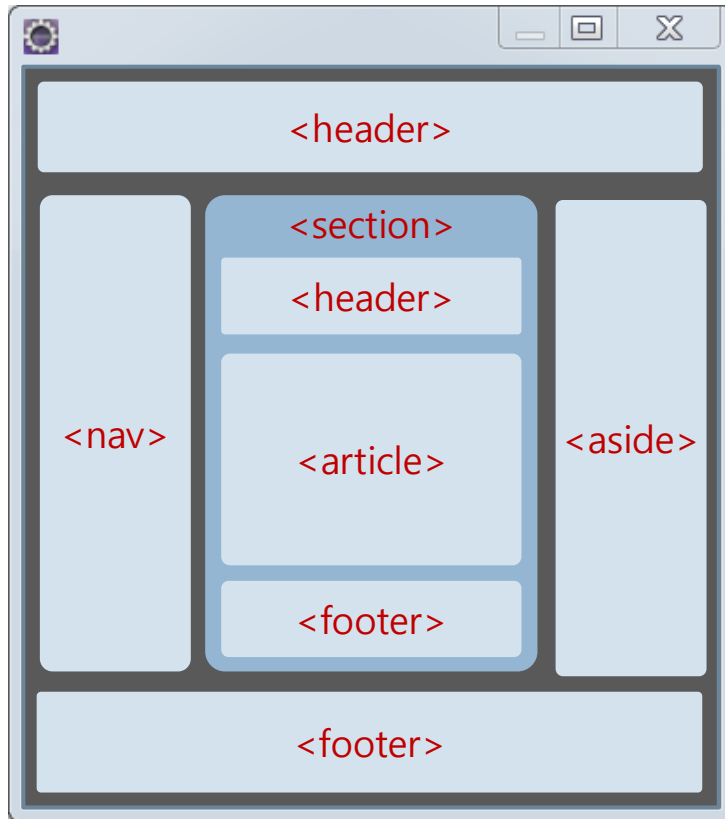 <header>
<nav>
<section>
<header>
<article>
<footer>
<aside>
<footer>